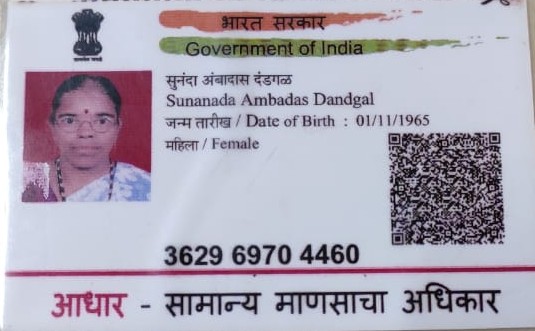 भारत सरकार
Government of India
सुनंदा अंबादास दंडगळ
Sunanada Ambadas Dandgal
जन्म तारीख / Date of Birth : 01/11/1965
महिला / Female
3629 6970 4460
आधार - सामान्य माणसाचा अधिकार